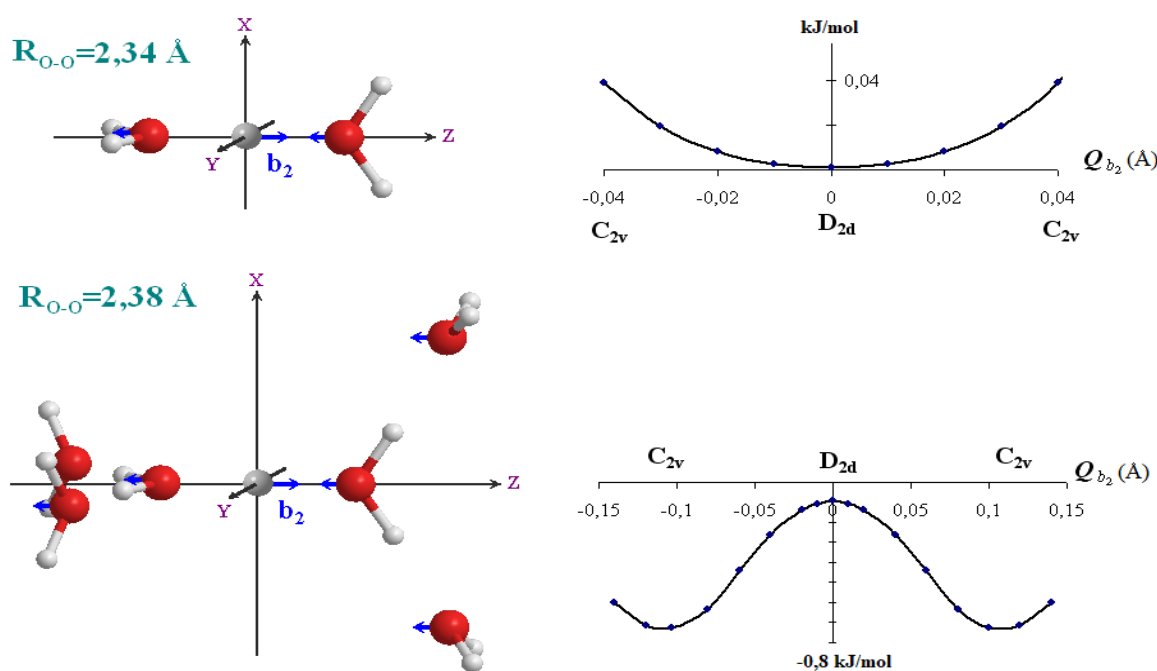 R_O-O=2,34 Å
X
Z
Y
b₂
kJ/mol
0,04
Q_b₂ (Å)
-0,04
-0,02
0
0,02
0,04
C₂ᵥ
D_2d
C₂ᵥ
R_O-O=2,38 Å
X
Z
Y
b₂
C₂ᵥ
D_2d
C₂ᵥ
Q_b₂ (Å)
-0,15
-0,1
-0,05
0
0,05
0,1
0,15
-0,8 kJ/mol